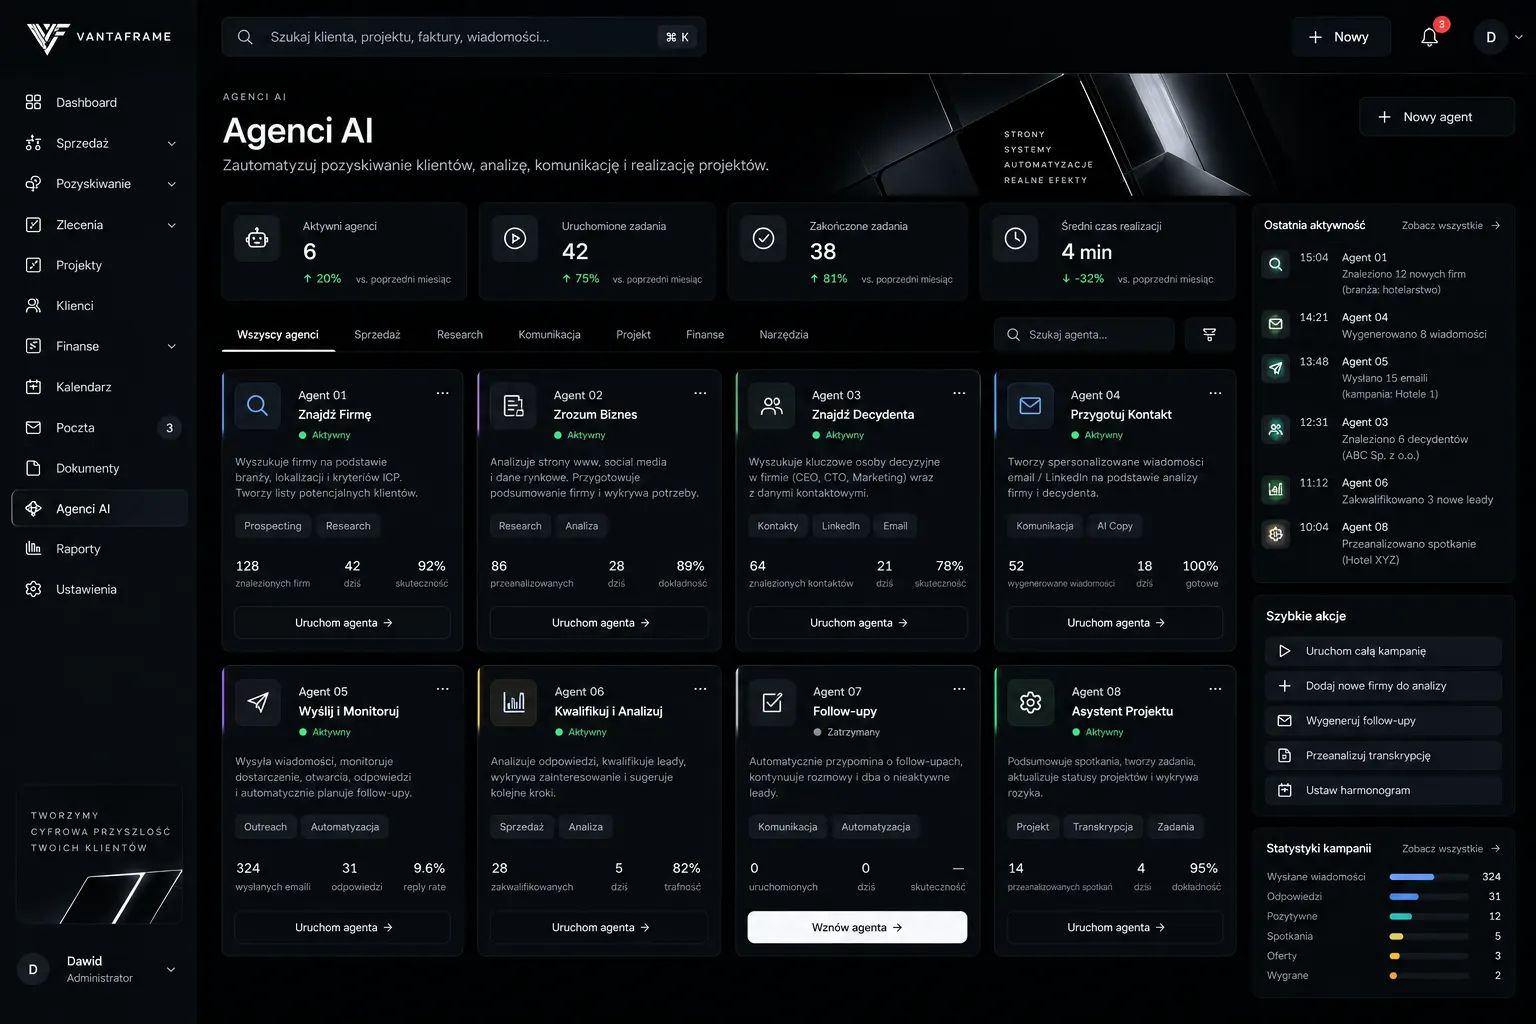 VANTAFRAME
Szukaj klienta, projektu, faktury, wiadomości...
⌘ K
+ Nowy
3
D
Dashboard
Sprzedaż
Pozyskiwanie
Zlecenia
Projekty
Klienci
Finanse
Kalendarz
Poczta
3
Dokumenty
Agenci AI
Raporty
Ustawienia
TWORZYMY
CYFROWĄ PRZYSZŁOŚĆ
TWOICH KLIENTÓW
D
Dawid
Administrator
AGENCI AI
Agenci AI
Zautomatyzuj pozyskiwanie klientów, analizę, komunikację i realizację projektów.
STRONY
SYSTEMY
AUTOMATYZACJE
REALNE EFEKTY
+ Nowy agent
Aktywni agenci
6
↑ 20% vs. poprzedni miesiąc
Uruchomione zadania
42
↑ 75% vs. poprzedni miesiąc
Zakończone zadania
38
↑ 81% vs. poprzedni miesiąc
Średni czas realizacji
4 min
↓ -32% vs. poprzedni miesiąc
Wszyscy agenci
Sprzedaż
Research
Komunikacja
Projekt
Finanse
Narzędzia
Szukaj agenta...
Agent 01
Znajdź Firmę
Aktywny
Wyszukuje firmy na podstawie
branży, lokalizacji i kryteriów ICP.
Tworzy listy potencjalnych klientów.
Prospecting Research
128 42 92%
znalezionych firm dziś skuteczność
Uruchom agenta →
Agent 02
Zrozum Biznes
Aktywny
Analizuje strony www, social media
i dane rynkowe. Przygotowuje
podsumowanie firmy i wykrywa potrzeby.
Research Analiza
86 28 89%
przeanalizowanych dziś dokładność
Uruchom agenta →
Agent 03
Znajdź Decydenta
Aktywny
Wyszukuje kluczowe osoby decyzyjne
w firmie (CEO, CTO, Marketing) wraz
z danymi kontaktowymi.
Kontakty LinkedIn Email
64 21 78%
znalezionych kontaktów dziś skuteczność
Uruchom agenta →
Agent 04
Przygotuj Kontakt
Aktywny
Tworzy spersonalizowane wiadomości
email / LinkedIn na podstawie analizy
firmy i decydenta.
Komunikacja AI Copy
52 18 100%
wygenerowane wiadomości dziś gotowe
Uruchom agenta →
Agent 05
Wyślij i Monitoruj
Aktywny
Wysyła wiadomości, monitoruje
dostarczenie, otwarcia, odpowiedzi
i automatycznie planuje follow-upy.
Outreach Automatyzacja
324 31 9.6%
wysłanych emaili odpowiedzi reply rate
Uruchom agenta →
Agent 06
Kwalifikuj i Analizuj
Aktywny
Analizuje odpowiedzi, kwalifikuje leady,
wykrywa zainteresowanie i sugeruje
kolejne kroki.
Sprzedaż Analiza
28 5 82%
zakwalifikowanych dziś trafność
Uruchom agenta →
Agent 07
Follow-upy
Zatrzymany
Automatycznie przypomina o follow-upach,
kontynuuje rozmowy i dba o nieaktywne
leady.
Komunikacja Automatyzacja
0 0 —
uruchomionych dziś skuteczność
Wznów agenta →
Agent 08
Asystent Projektu
Aktywny
Podsumowuje spotkania, tworzy zadania,
aktualizuje statusy projektów i wykrywa
ryzyka.
Projekt Transkrypcja Zadania
14 4 95%
przeanalizowanych spotkań dziś dokładność
Uruchom agenta →
Ostatnia aktywność
Zobacz wszystkie →
15:04 Agent 01
Znaleziono 12 nowych firm
(branża: hotelarstwo)
14:21 Agent 04
Wygenerowano 8 wiadomości
13:48 Agent 05
Wysłano 15 emaili
(kampania: Hotele 1)
12:31 Agent 03
Znaleziono 6 decydentów
(ABC Sp. z o.o.)
11:12 Agent 06
Zakwalifikowano 3 nowe leady
10:04 Agent 08
Przeanalizowano spotkanie
(Hotel XYZ)
Szybkie akcje
Uruchom całą kampanię
Dodaj nowe firmy do analizy
Wygeneruj follow-upy
Przeanalizuj transkrypcję
Ustaw harmonogram
Statystyki kampanii
Zobacz wszystkie →
Wysłane wiadomości 324
Odpowiedzi 31
Pozytywne 12
Spotkania 5
Oferty 3
Wygrane 2